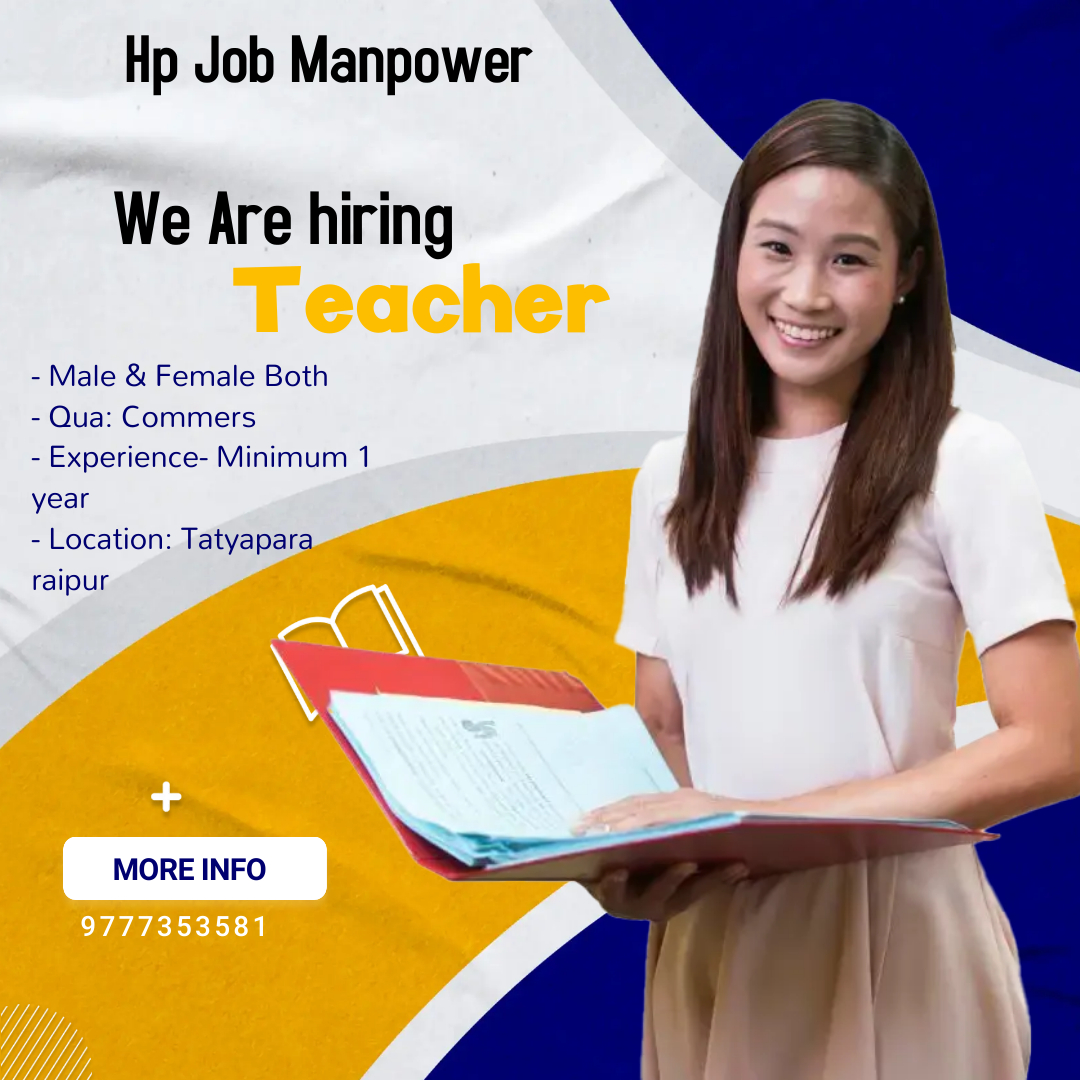 Hp Job Manpower
We Are hiring
Teacher
- Male & Female Both
- Qua: Commers
- Experience- Minimum 1
year
- Location: Tatyapara
raipur
MORE INFO
9777353581